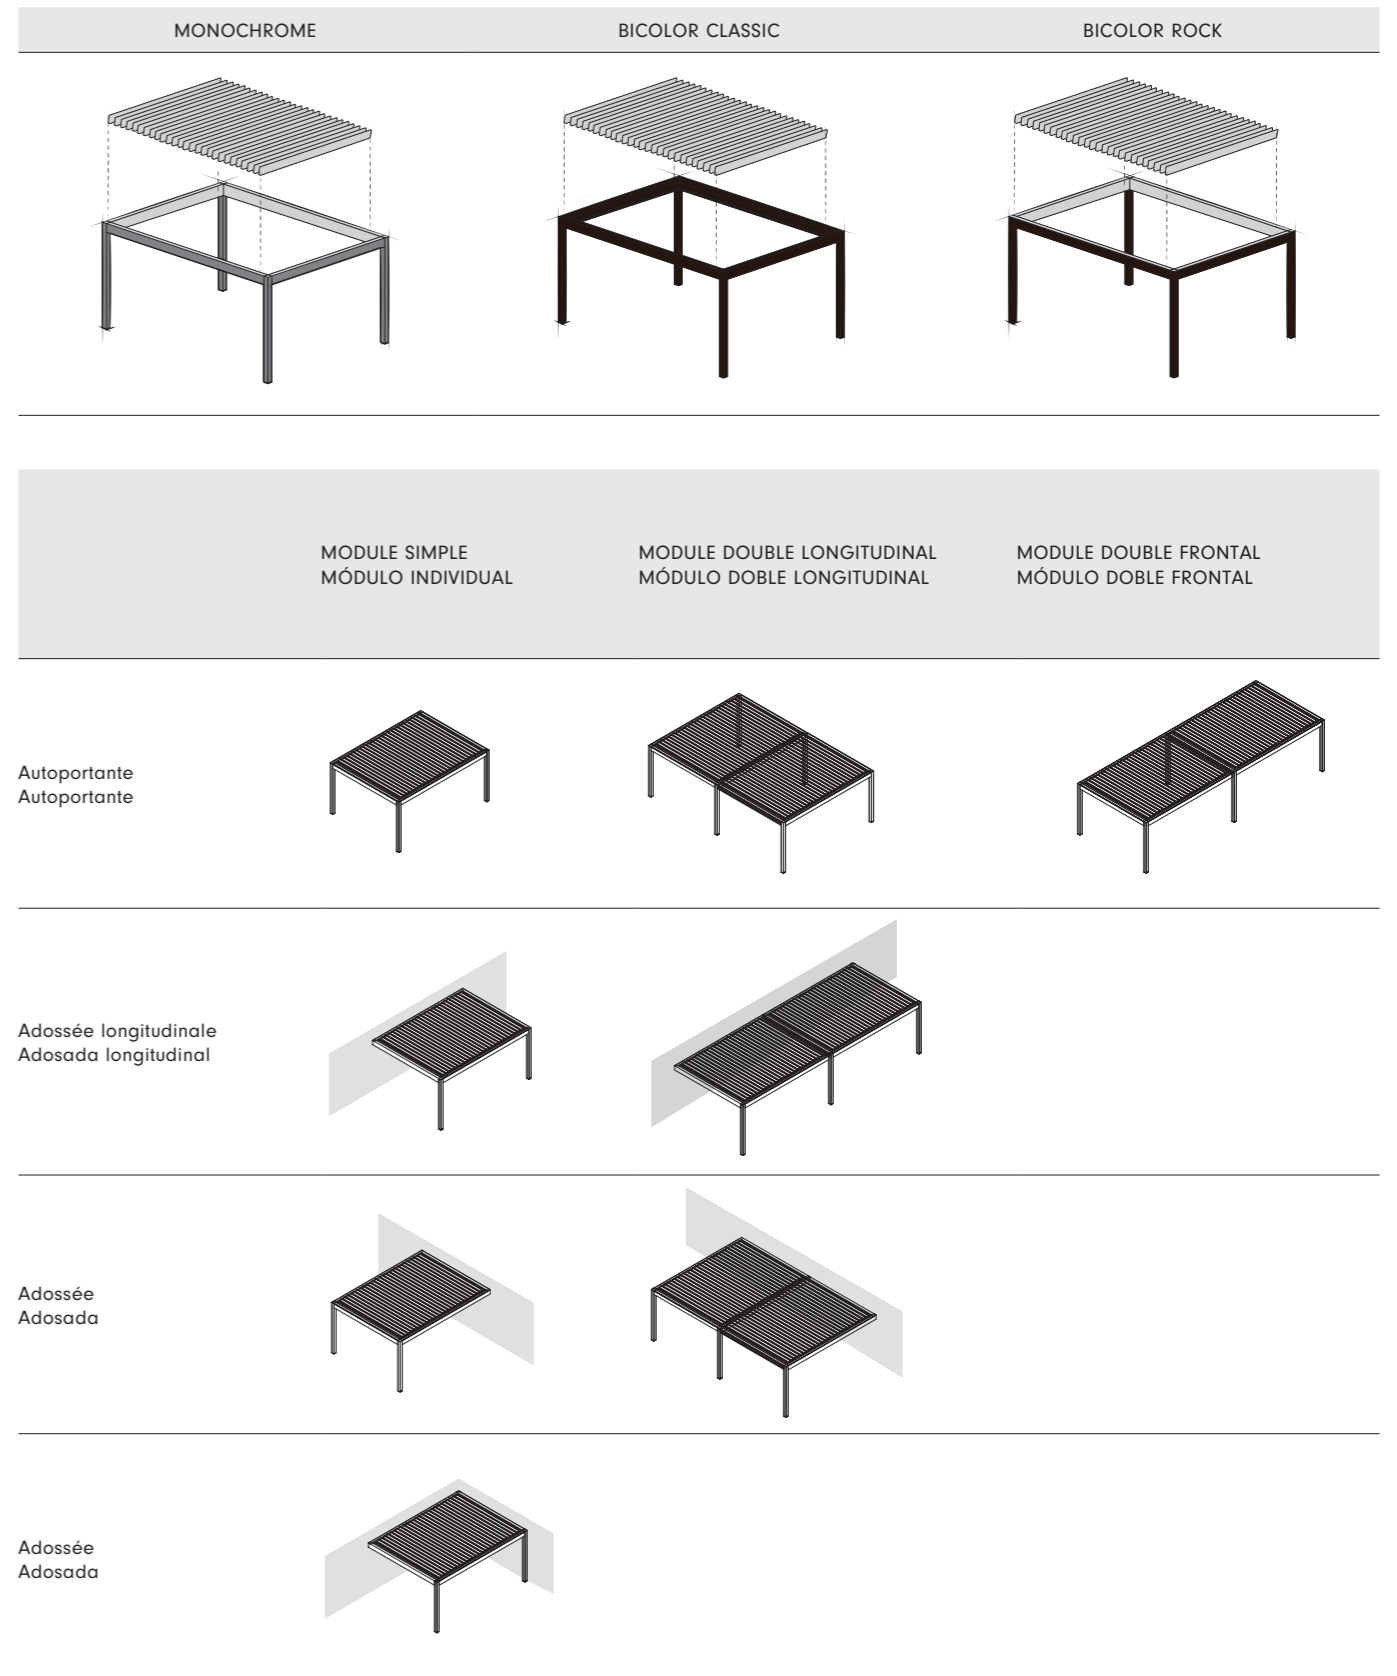 MONOCHROME
BICOLOR CLASSIC
BICOLOR ROCK
MODULE SIMPLE
MÓDULO INDIVIDUAL
MODULE DOUBLE LONGITUDINAL
MÓDULO DOBLE LONGITUDINAL
MODULE DOUBLE FRONTAL
MÓDULO DOBLE FRONTAL
Autoportante
Autoportante
Adossée longitudinale
Adosada longitudinal
Adossée
Adosada
Adossée
Adosada